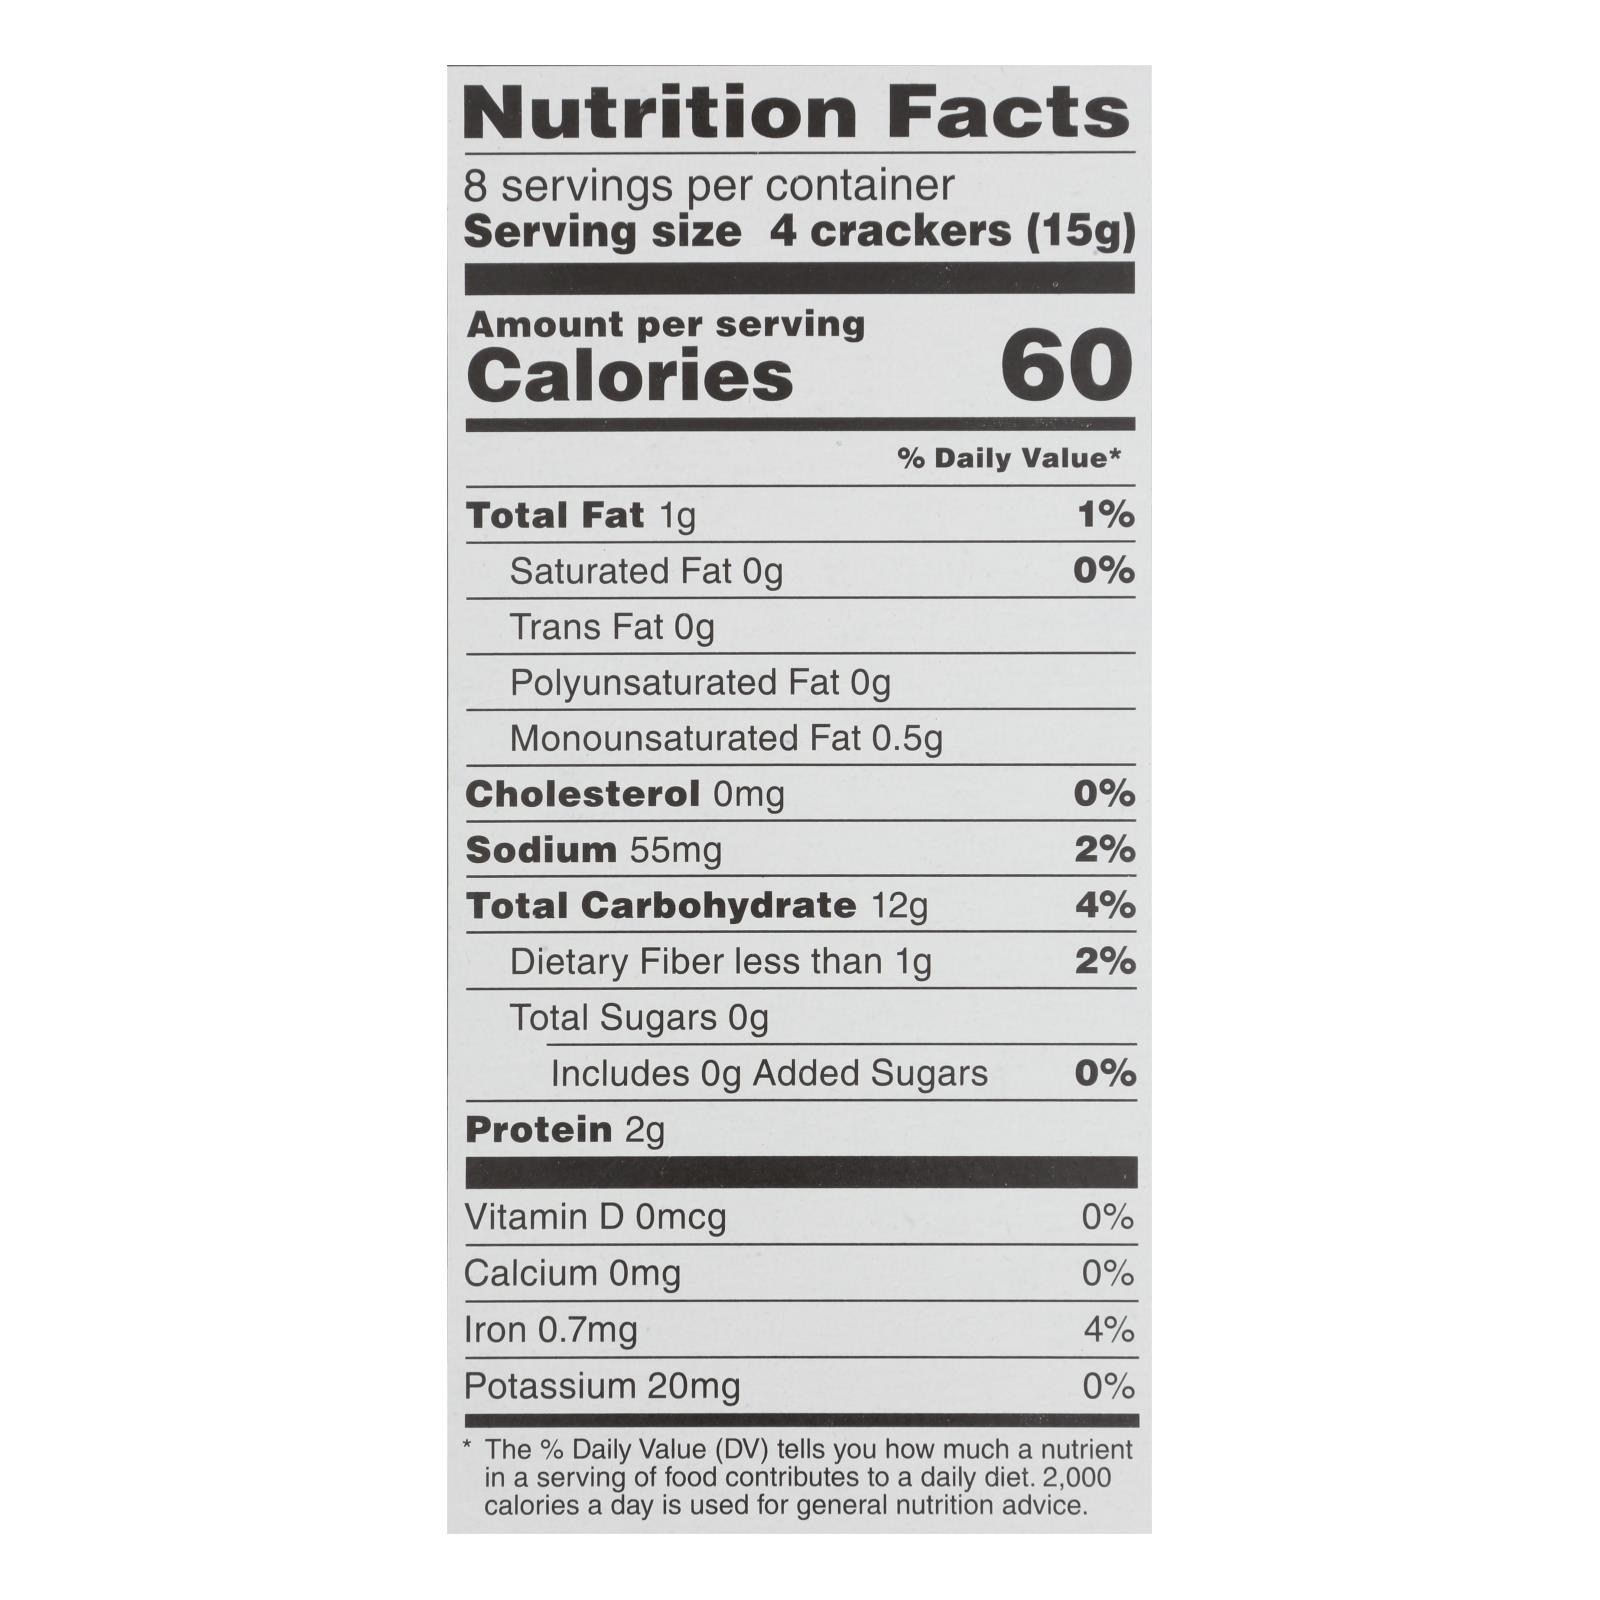 Nutrition Facts
8 servings per container
Serving size 4 crackers (15g)
Amount per serving
Calories 60
% Daily Value*
Total Fat 1g 1%
Saturated Fat 0g 0%
Trans Fat 0g
Polyunsaturated Fat 0g
Monounsaturated Fat 0.5g
Cholesterol 0mg 0%
Sodium 55mg 2%
Total Carbohydrate 12g 4%
Dietary Fiber less than 1g 2%
Total Sugars 0g
Includes 0g Added Sugars 0%
Protein 2g
Vitamin D 0mcg 0%
Calcium 0mg 0%
Iron 0.7mg 4%
Potassium 20mg 0%
* The % Daily Value (DV) tells you how much a nutrient
in a serving of food contributes to a daily diet. 2,000
calories a day is used for general nutrition advice.